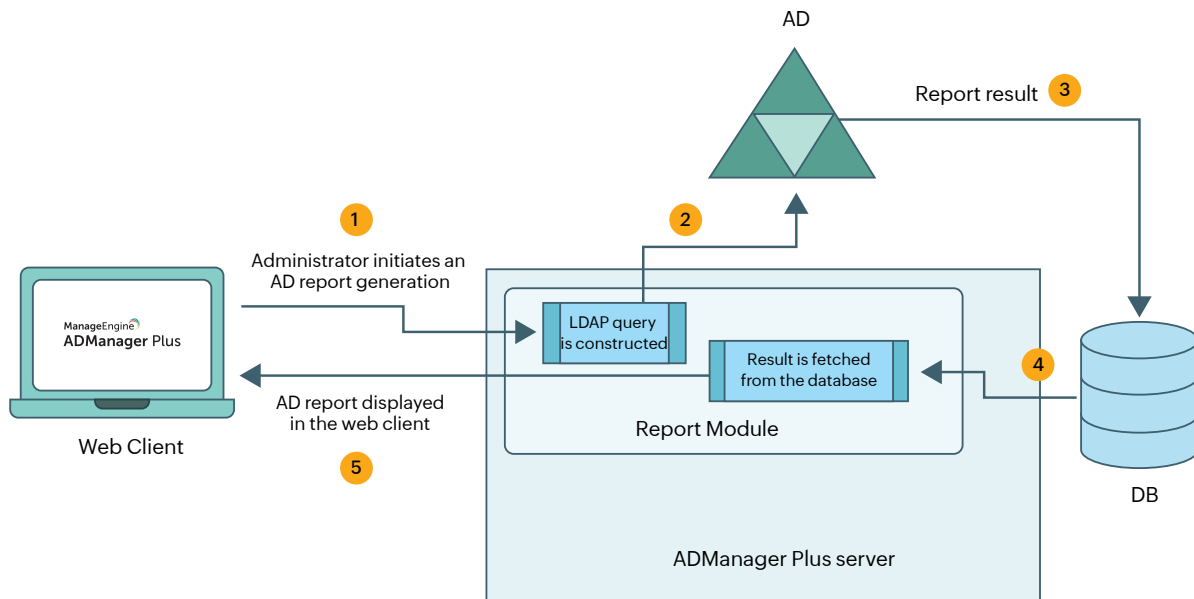 AD
Report result 3
1
2
Administrator initiates an
AD report generation
ManageEngine
ADManager Plus
LDAP query
is constructed
Result is fetched
from the database
4
AD report displayed
in the web client
Report Module
Web Client
5
DB
ADManager Plus server